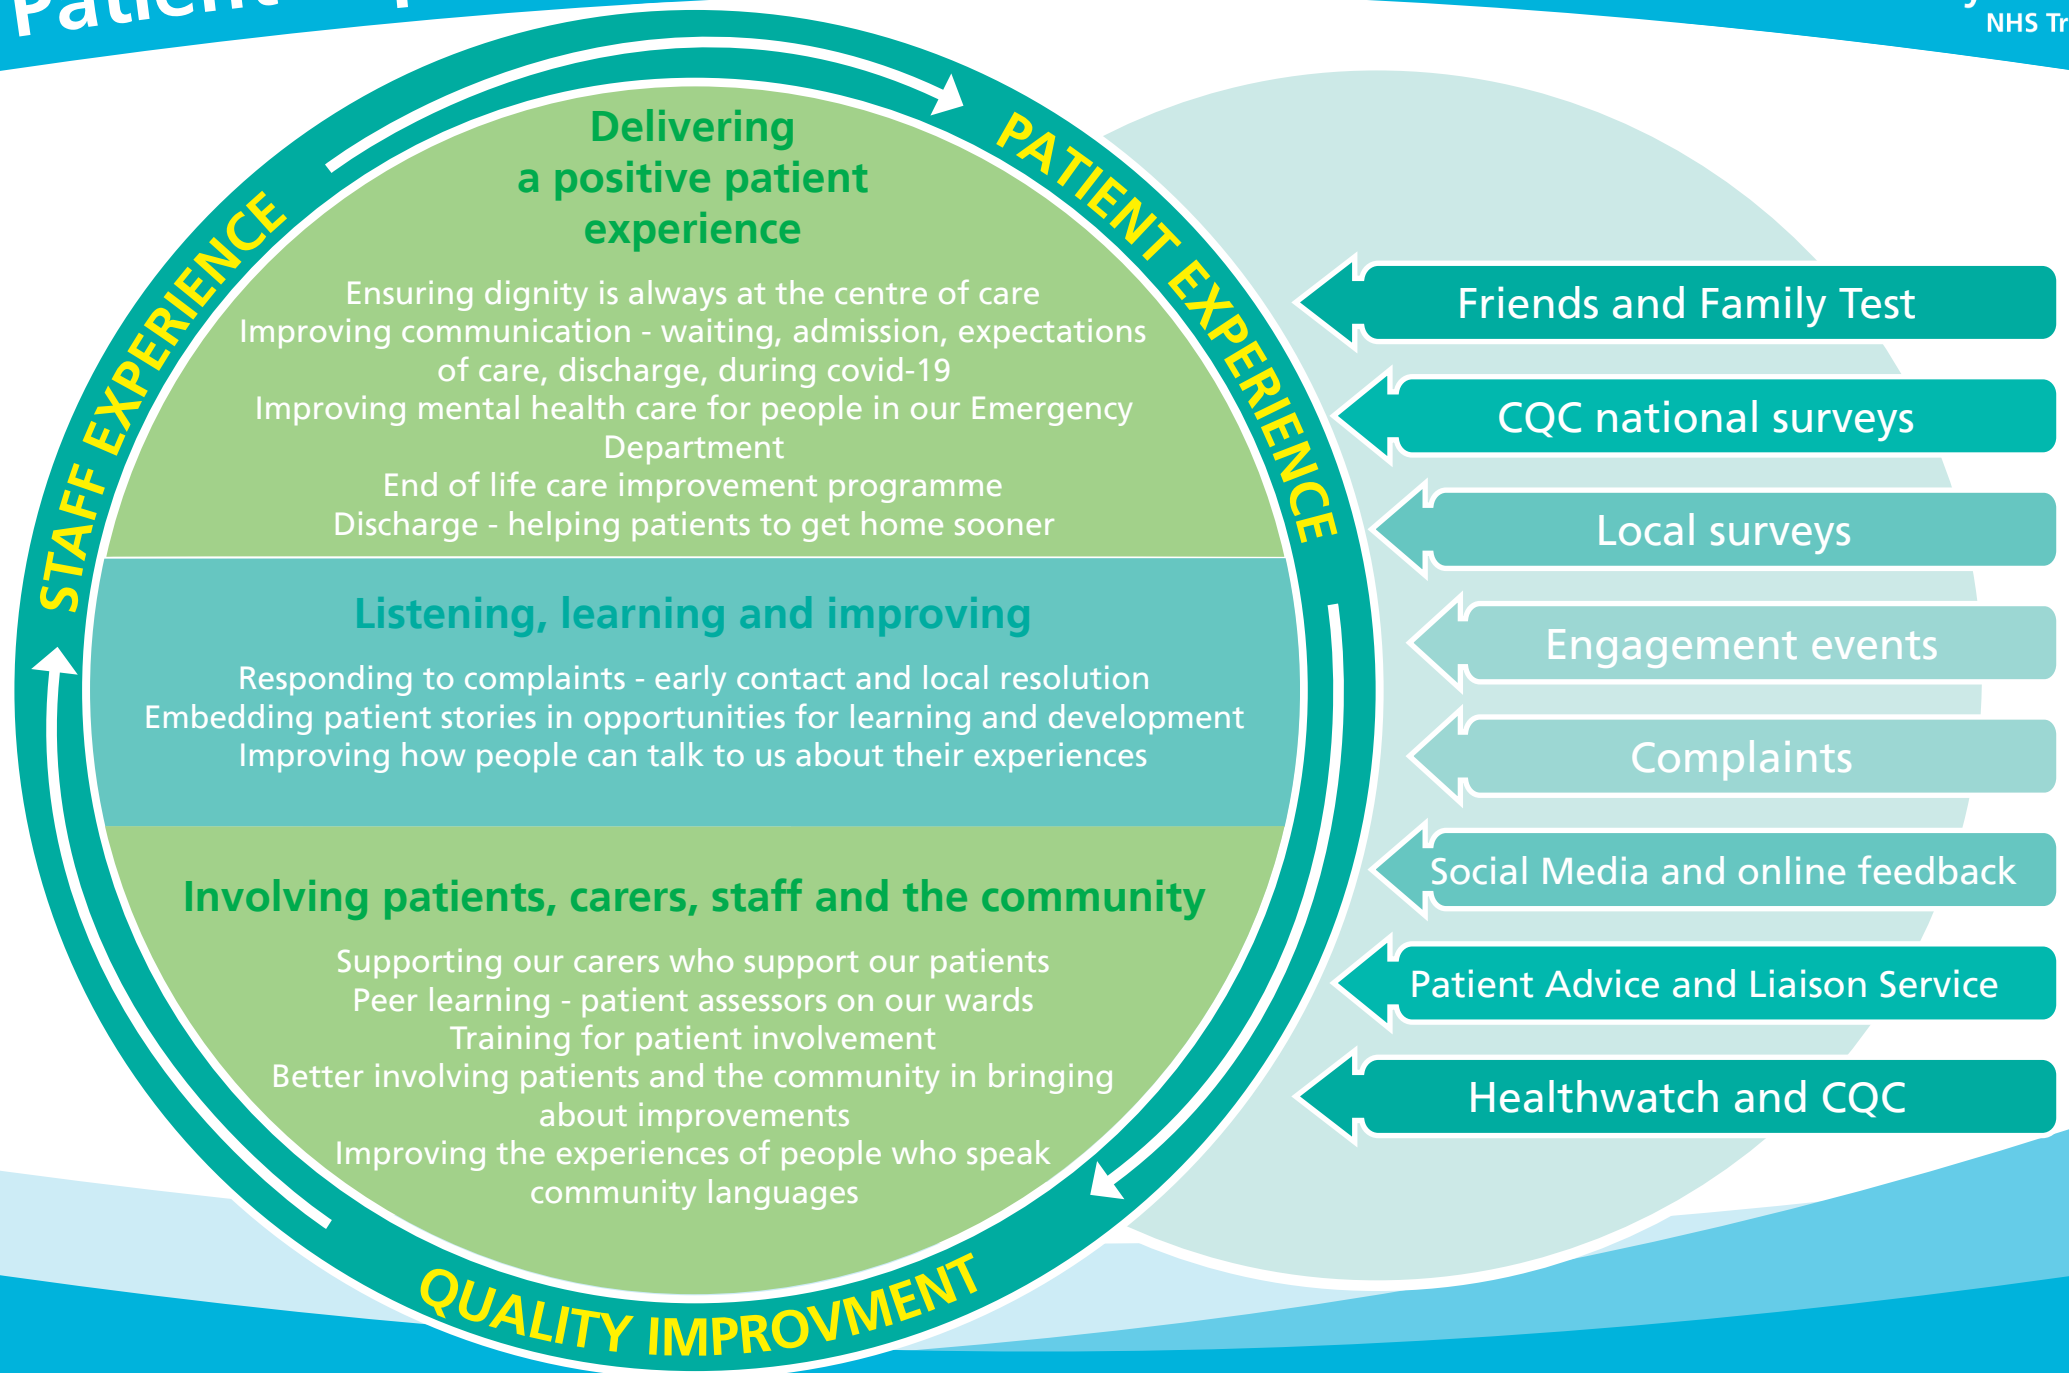 Patient
NHS
STAFF EXPERIENCE
PATIENT EXPERIENCE
QUALITY IMPROVMENT
Delivering
a positive patient
experience
Ensuring dignity is always at the centre of care
Improving communication - waiting, admission, expectations
of care, discharge, during covid-19
Improving mental health care for people in our Emergency
Department
End of life care improvement programme
Discharge - helping patients to get home sooner
Listening, learning and improving
Responding to complaints - early contact and local resolution
Embedding patient stories in opportunities for learning and development
Improving how people can talk to us about their experiences
Involving patients, carers, staff and the community
Supporting our carers who support our patients
Peer learning - patient assessors on our wards
Training for patient involvement
Better involving patients and the community in bringing
about improvements
Improving the experiences of people who speak
community languages
Friends and Family Test
CQC national surveys
Local surveys
Engagement events
Complaints
Social Media and online feedback
Patient Advice and Liaison Service
Healthwatch and CQC